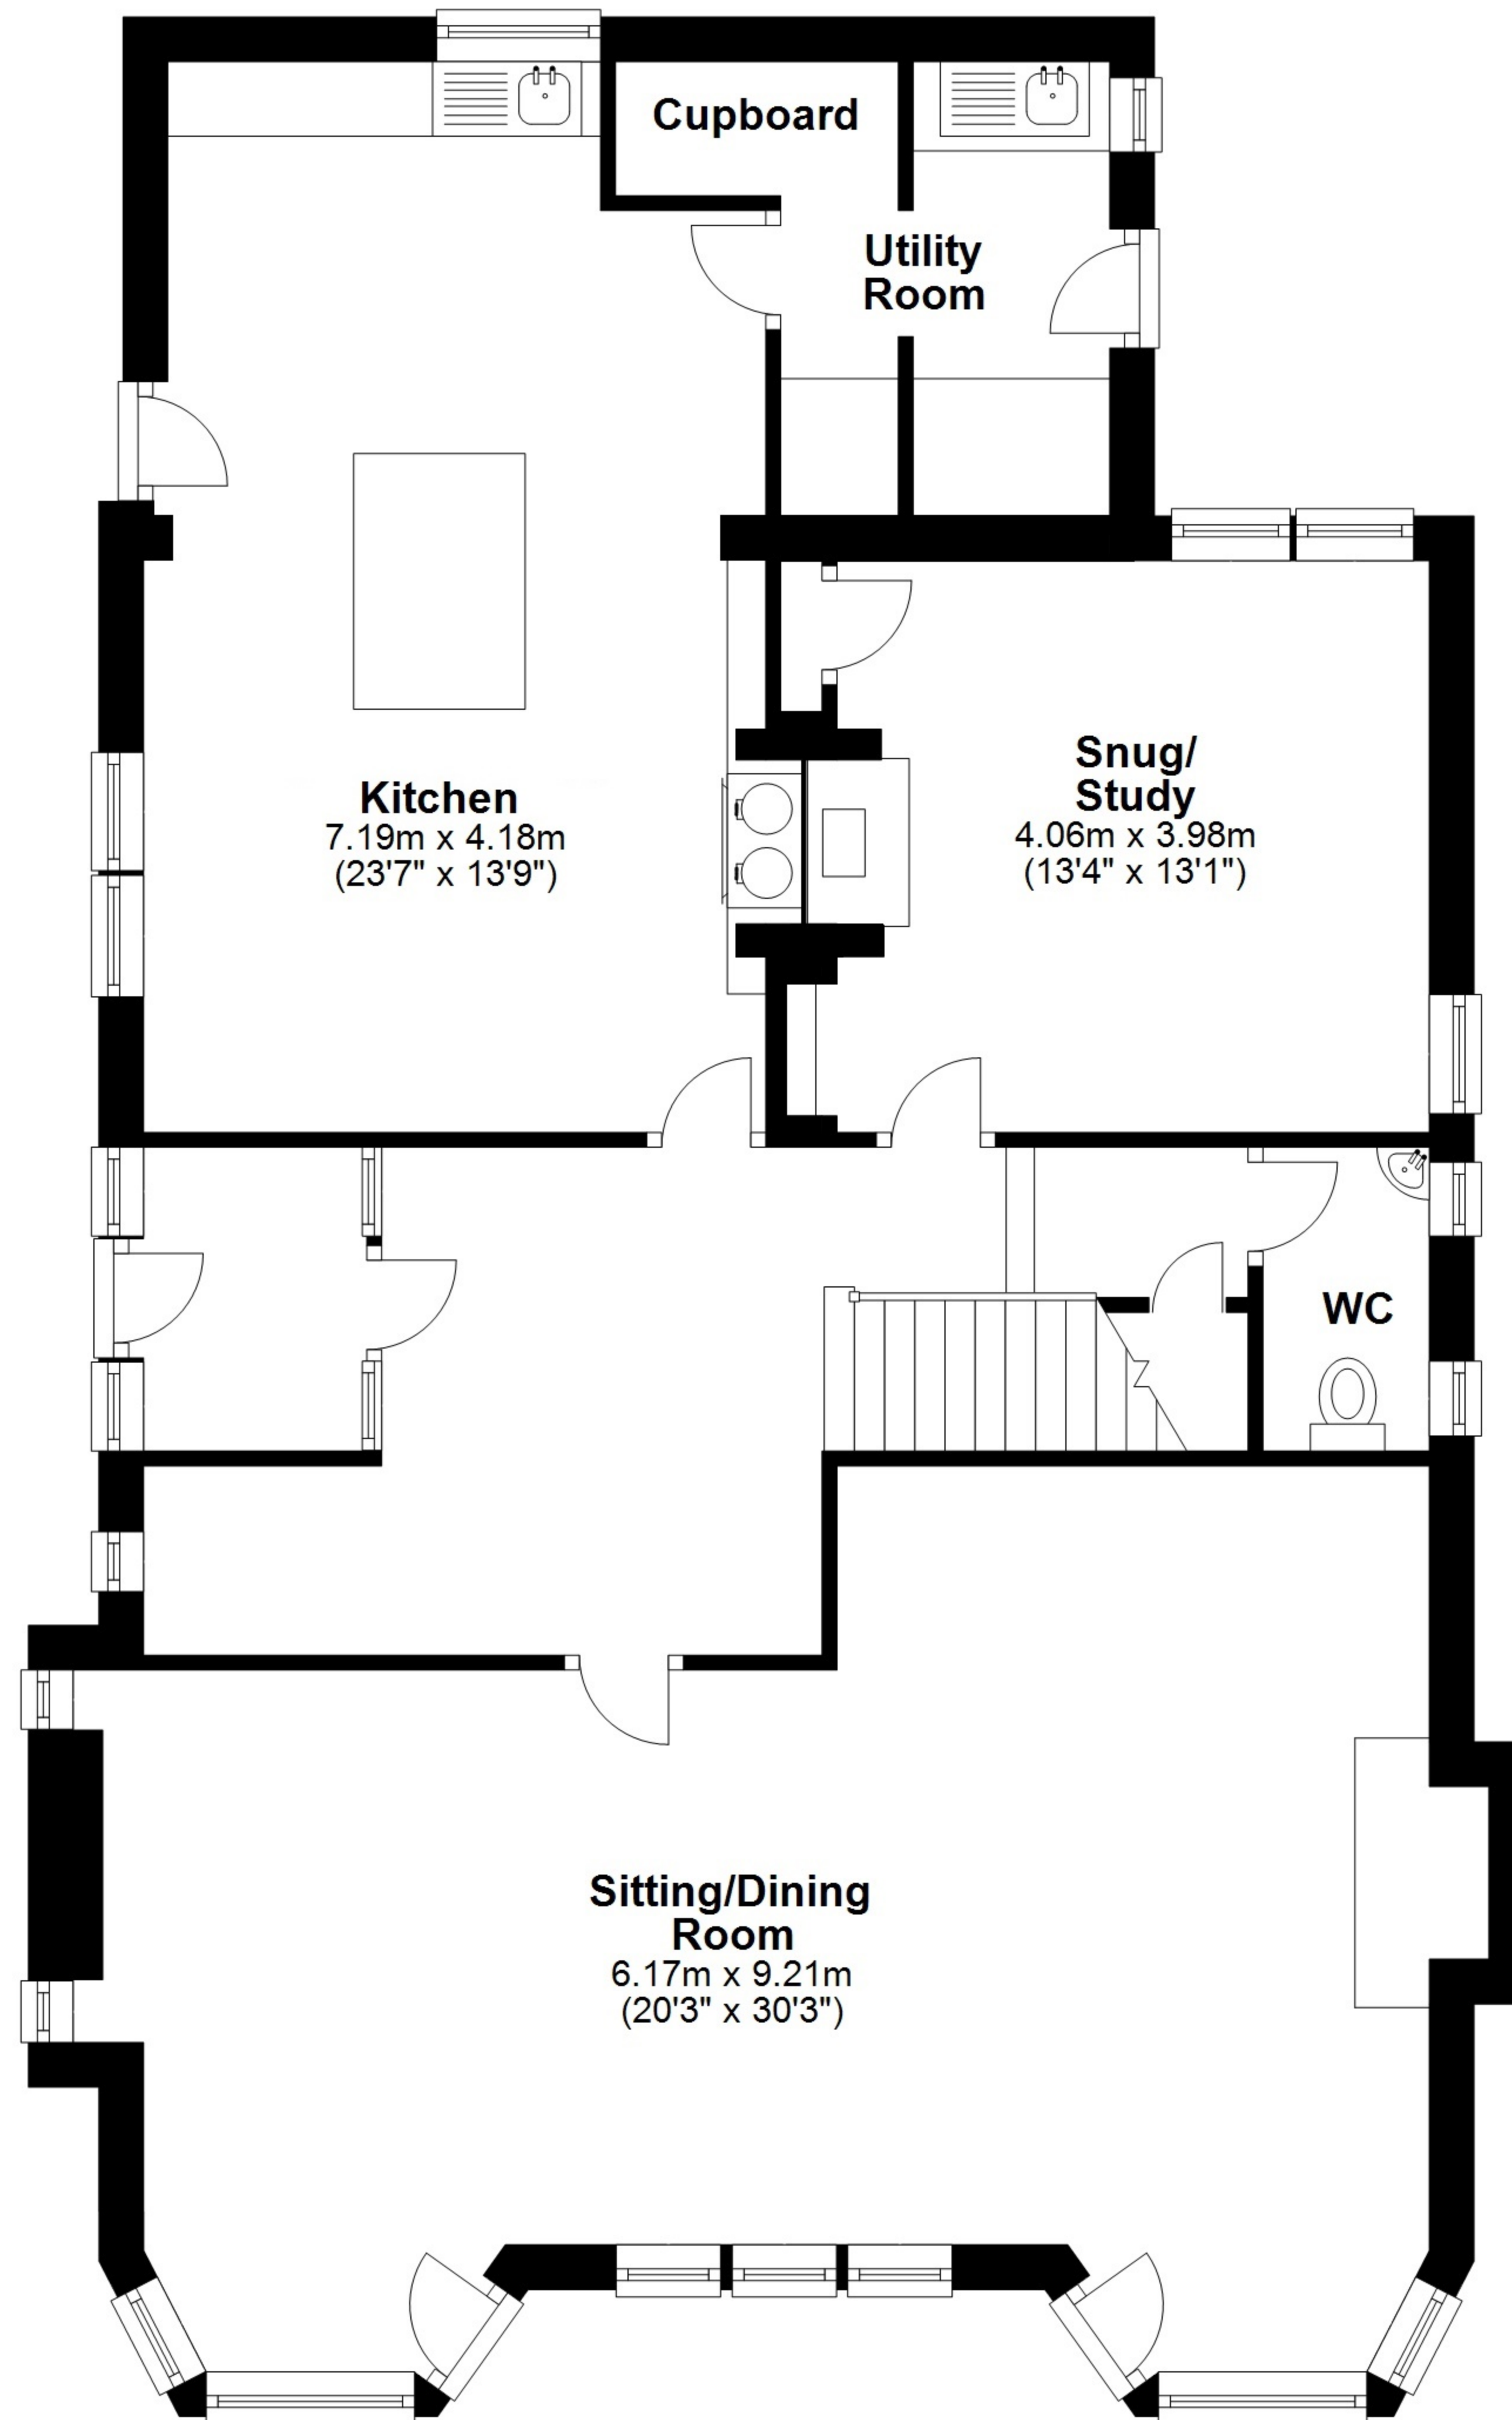 Cupboard
Utility
Room
Kitchen
7.19m x 4.18m
(23'7" x 13'9")
Snug/
Study
4.06m x 3.98m
(13'4" x 13'1")
WC
Sitting/Dining
Room
6.17m x 9.21m
(20'3" x 30'3")